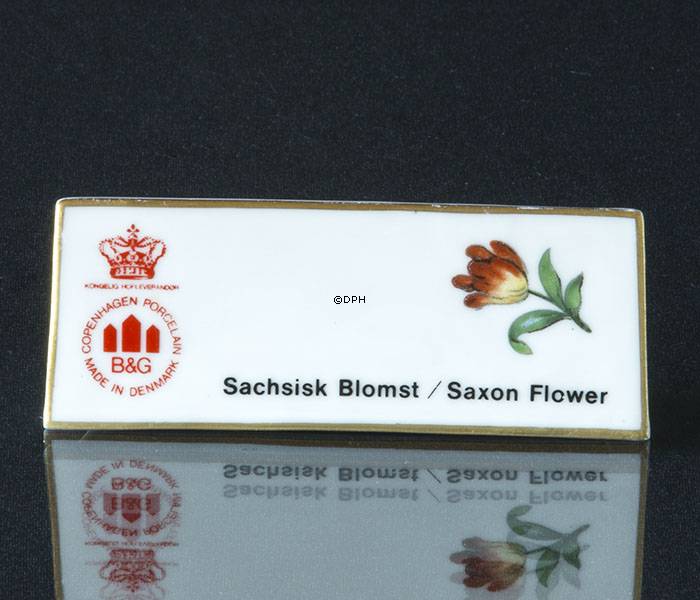 KONGELIG HOFLEVERANDØR
COPENHAGEN PORCELAIN
B&G
MADE IN DENMARK
©DPH
Sachsisk Blomst / Saxon Flower